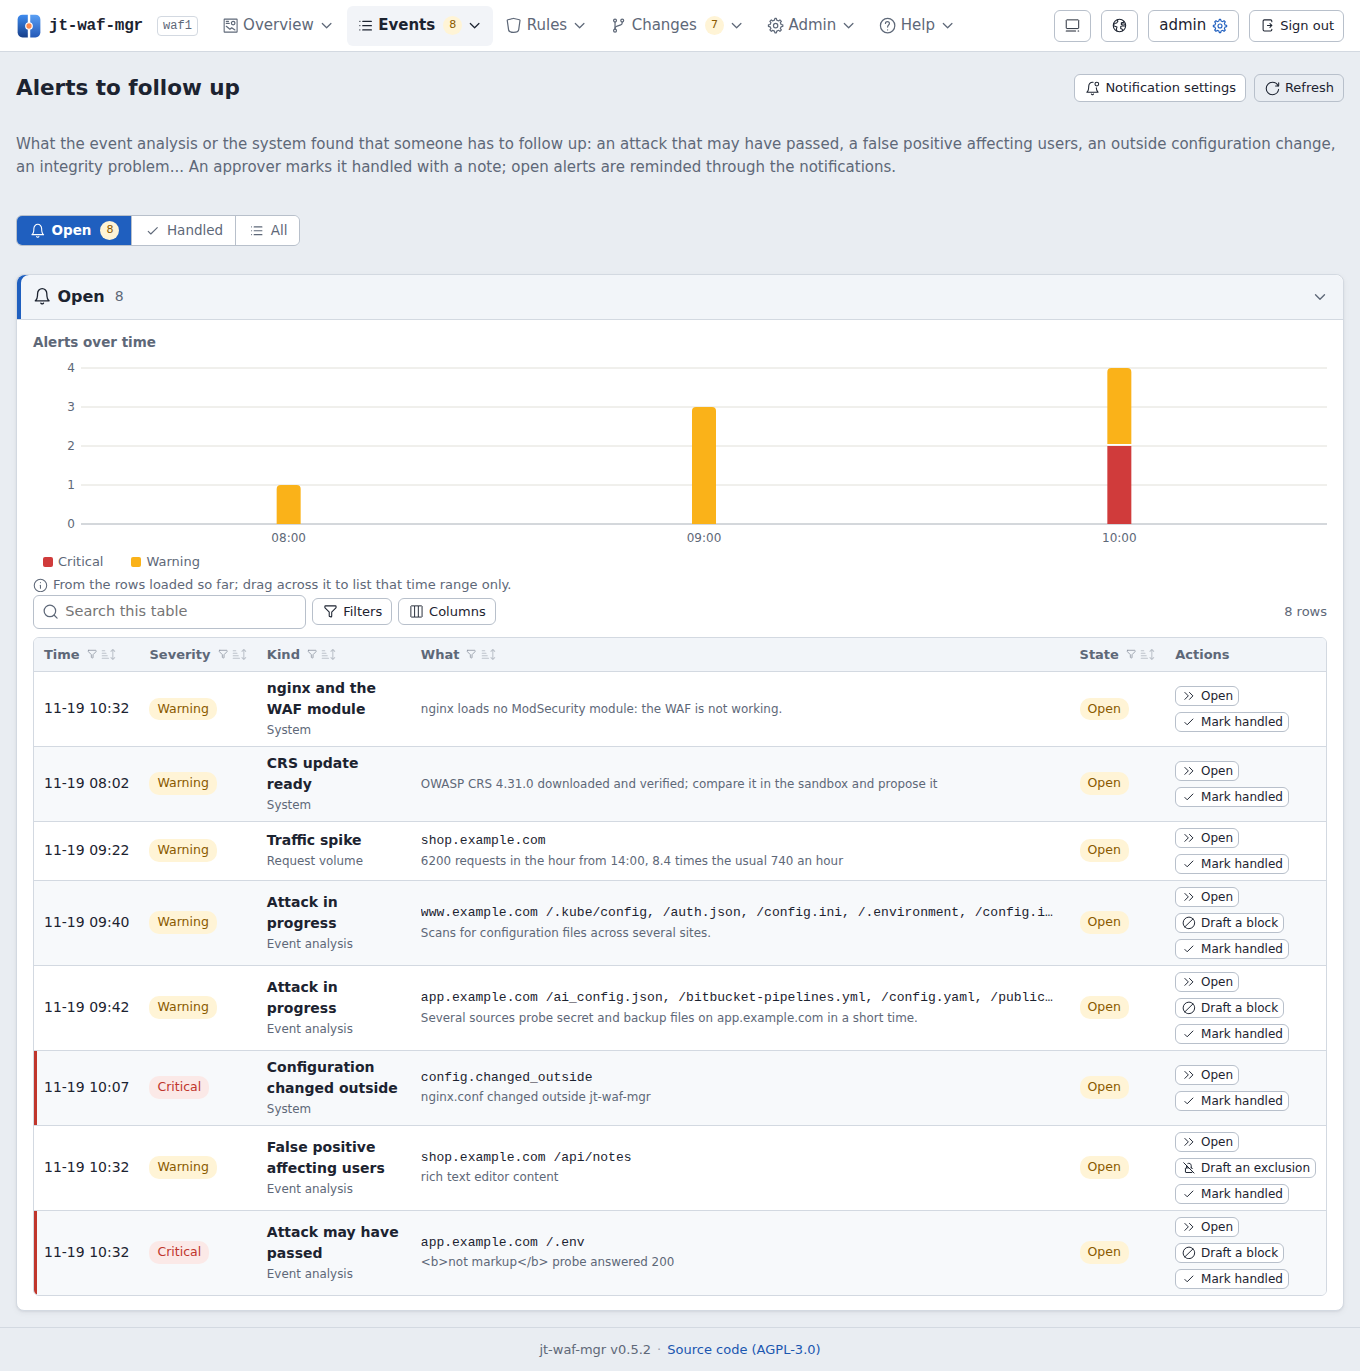 jt-waf-mgr waf1 Overview Events 8 Rules Changes 7 Admin Help admin Sign out
Alerts to follow up
Notification settings Refresh
What the event analysis or the system found that someone has to follow up: an attack that may have passed, a false positive affecting users, an outside configuration change,
an integrity problem... An approver marks it handled with a note; open alerts are reminded through the notifications.
Open 8 Handled All
Open 8
Alerts over time
4
3
2
1
0
08:00 09:00 10:00
Critical Warning
From the rows loaded so far; drag across it to list that time range only.
Search this table Filters Columns 8 rows
Time Severity Kind What State Actions
11-19 10:32 Warning nginx and the WAF module System nginx loads no ModSecurity module: the WAF is not working. Open Open Mark handled
11-19 08:02 Warning CRS update ready System OWASP CRS 4.31.0 downloaded and verified; compare it in the sandbox and propose it Open Open Mark handled
11-19 09:22 Warning Traffic spike Request volume shop.example.com 6200 requests in the hour from 14:00, 8.4 times the usual 740 an hour Open Open Mark handled
11-19 09:40 Warning Attack in progress Event analysis www.example.com /.kube/config, /auth.json, /config.ini, /.environment, /config.i… Scans for configuration files across several sites. Open Open Draft a block Mark handled
11-19 09:42 Warning Attack in progress Event analysis app.example.com /ai_config.json, /bitbucket-pipelines.yml, /config.yaml, /public… Several sources probe secret and backup files on app.example.com in a short time. Open Open Draft a block Mark handled
11-19 10:07 Critical Configuration changed outside System config.changed_outside nginx.conf changed outside jt-waf-mgr Open Open Mark handled
11-19 10:32 Warning False positive affecting users Event analysis shop.example.com /api/notes rich text editor content Open Open Draft an exclusion Mark handled
11-19 10:32 Critical Attack may have passed Event analysis app.example.com /.env <b>not markup</b> probe answered 200 Open Open Draft a block Mark handled
jt-waf-mgr v0.5.2 · Source code (AGPL-3.0)